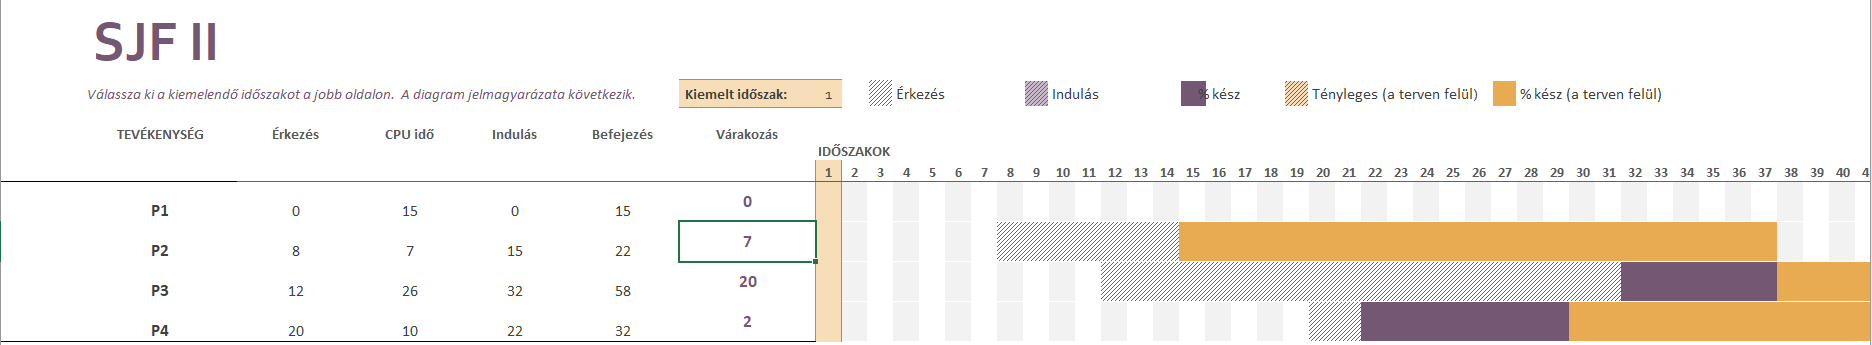 SJF II
Válassza ki a kiemelendő időszakot a jobb oldalon. A diagram jelmagyarázata következik.
Kiemelt időszak: 1
Érkezés
Indulás
% kész
Tényleges (a terven felül)
% kész (a terven felül)
TEVÉKENYSÉG Érkezés CPU idő Indulás Befejezés Várakozás
IDŐSZAKOK
1 2 3 4 5 6 7 8 9 10 11 12 13 14 15 16 17 18 19 20 21 22 23 24 25 26 27 28 29 30 31 32 33 34 35 36 37 38 39 40 4
P1 0 15 0 15 0
P2 8 7 15 22 7
P3 12 26 32 58 20
P4 20 10 22 32 2